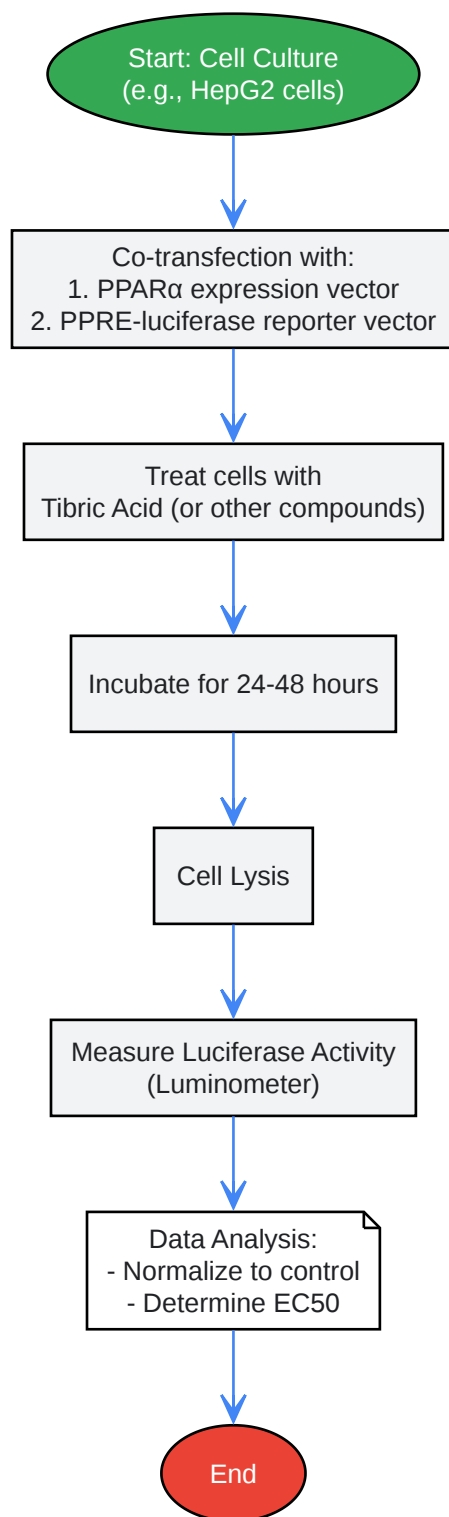 Start: Cell Culture
(e.g., HepG2 cells)
Co-transfection with:
1. PPARα expression vector
2. PPRE-luciferase reporter vector
Treat cells with
Tibric Acid (or other compounds)
Incubate for 24-48 hours
Cell Lysis
Measure Luciferase Activity
(Luminometer)
Data Analysis:
- Normalize to control
- Determine EC50
End